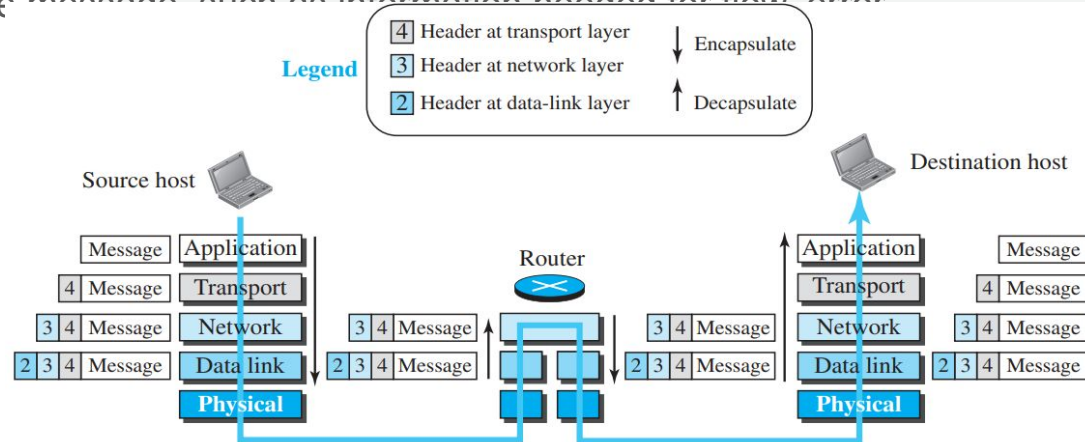 4 Header at transport layer
Encapsulate
Legend
3 Header at network layer
2 Header at data-link layer
Decapsulate
Source host
Destination host
Message Application
Router
Application Message
4 Message Transport
Transport 4 Message
3 4 Message Network
3 4 Message
3 4 Message
Network 3 4 Message
2 3 4 Message Data link
2 3 4 Message
2 3 4 Message
Data link 2 3 4 Message
Physical
Physical